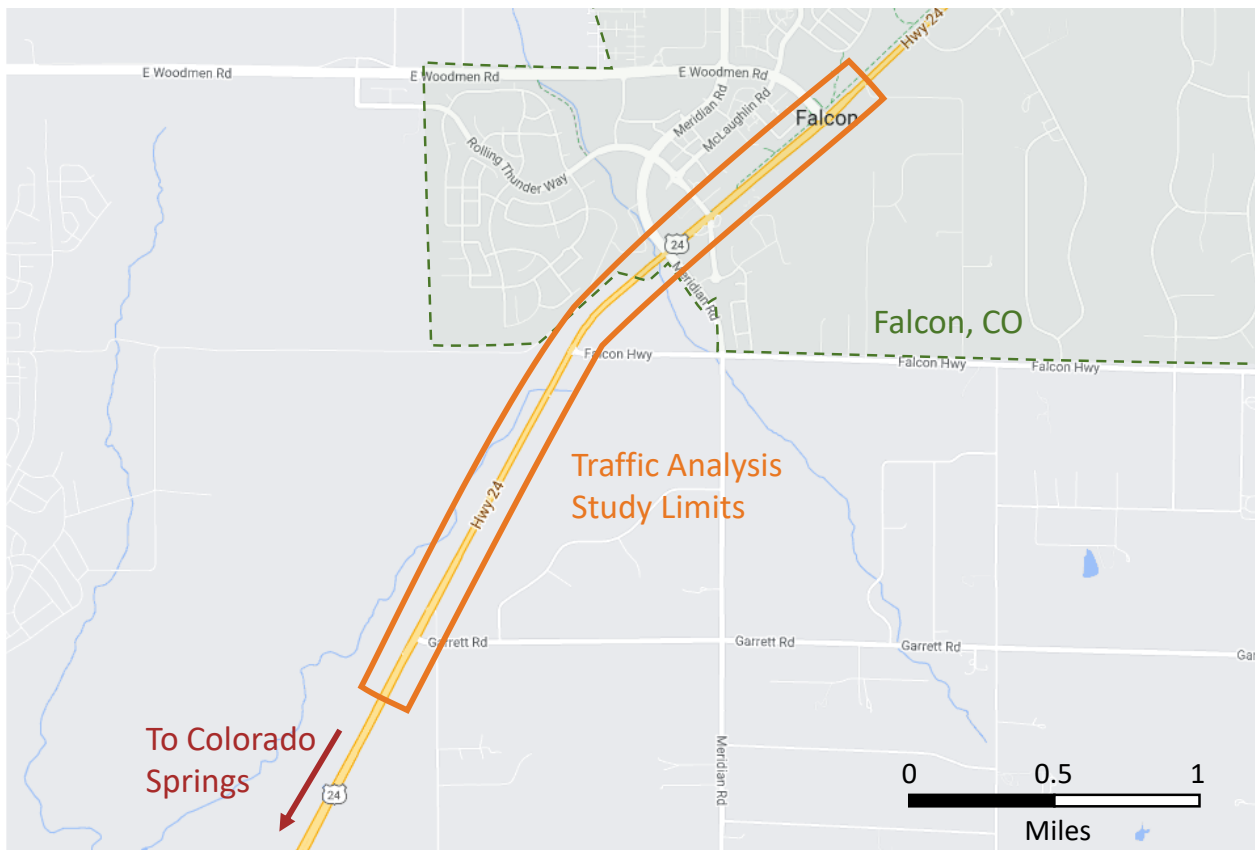 Hwy 24
E Woodmen Rd
E Woodmen Rd
E Woodmen Rd
Meridian Rd
McLaughlin Rd
Falcon
Rolling Thunder Way
24
Meridian Rd
Falcon, CO
Falcon Hwy
Falcon Hwy
Falcon Hwy
Traffic Analysis
Study Limits
Hwy 24
Garrett Rd
Garrett Rd
Garrett Rd
Gar
To Colorado
Springs
Meridian Rd
24
0 0.5 1
Miles